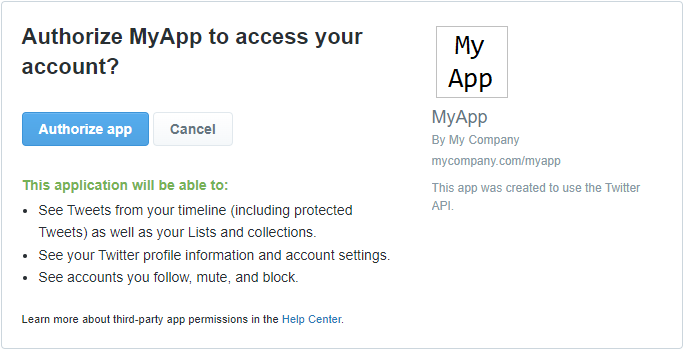 Authorize MyApp to access your
account?
Authorize app
Cancel
This application will be able to:
• See Tweets from your timeline (including protected
Tweets) as well as your Lists and collections.
• See your Twitter profile information and account settings.
• See accounts you follow, mute, and block.
Learn more about third-party app permissions in the Help Center.
My
App
MyApp
By My Company
mycompany.com/myapp
This app was created to use the Twitter
API.